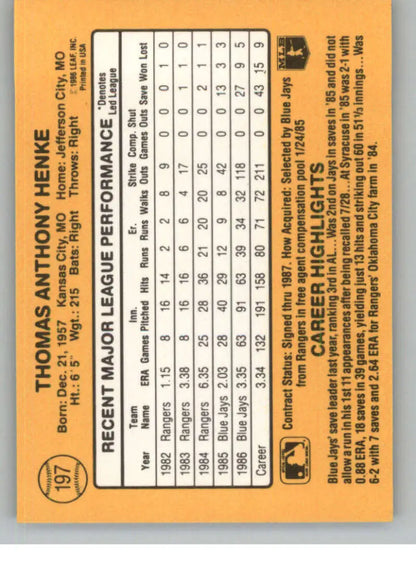 197
THOMAS ANTHONY HENKE
Born: Dec. 21, 1957 Kansas City, MO Home: Jefferson City, MO
Ht.: 6' 5" Wgt.: 215 Bats: Right Throws: Right
© 1986 LEAF, INC.
Printed in USA
RECENT MAJOR LEAGUE PERFORMANCE
*Denotes
Led League
Team Inn. Er. Strike Comp. Shut
Year Name ERA Games Pitched Hits Runs Runs Walks Outs Games Outs Save Won Lost
1982 Rangers 1.15 8 16 14 2 2 8 9 0 0 0 1 0
1983 Rangers 3.38 8 16 16 6 6 4 17 0 0 1 1 0
1984 Rangers 6.35 25 28 36 21 20 20 25 0 0 2 1 1
1985 Blue Jays 2.03 28 40 29 12 9 8 42 0 0 13 3 3
1986 Blue Jays 3.35 63 91 63 39 34 32 118 0 0 27 9 5
Career 3.34 132 191 158 80 71 72 211 0 0 43 15 9
Contract Status: Signed thru 1987. How Acquired: Selected by Blue Jays
from Rangers in free agent compensation pool 1/24/85
CAREER HIGHLIGHTS
Blue Jays' save leader last year, ranking 3rd in AL... Was 2nd on Jays in saves in '85 and did not
allow a run in his 1st 11 appearances after being recalled 7/28... At Syracuse in '85 was 2-1 with
0.88 ERA, 18 saves in 39 games, yielding just 13 hits and striking out 60 in 51⅓ innings... Was
6-2 with 7 saves and 2.64 ERA for Rangers' Oklahoma City farm in '84.
MLB